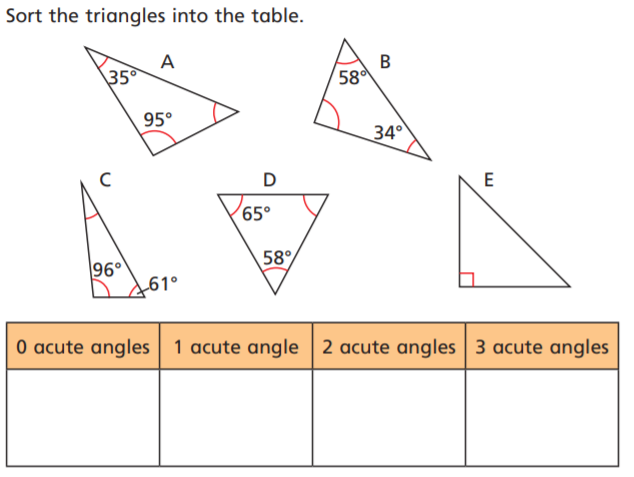 Sort the triangles into the table.
A
35°
95°
B
58°
34°
C
96°
61°
D
65°
58°
E
0 acute angles
1 acute angle
2 acute angles
3 acute angles